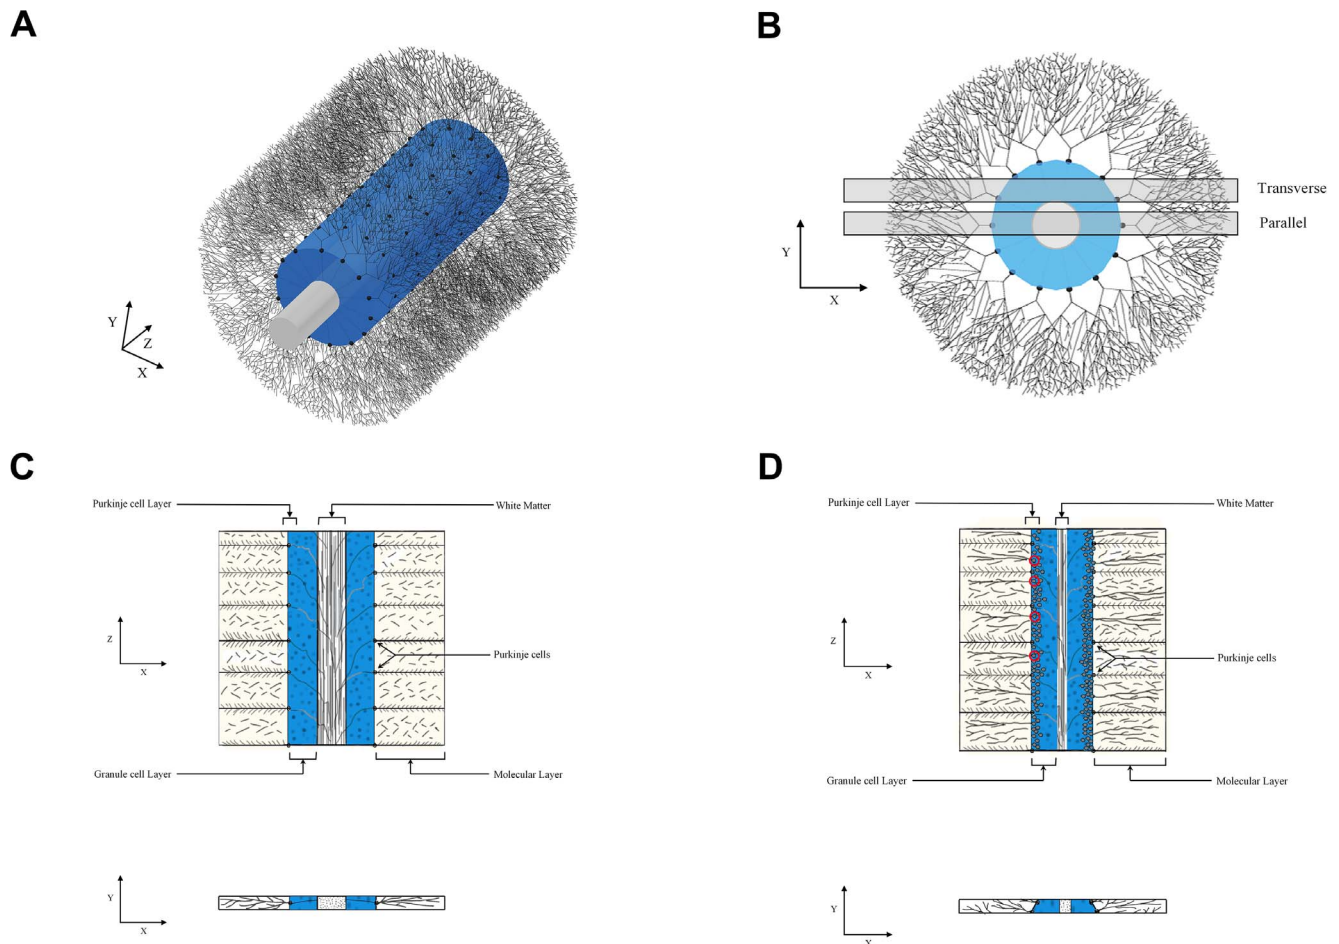 A
B
Transverse
Parallel
Y
X
Y
Z
X
C
D
Purkinje cell Layer
White Matter
Purkinje cell Layer
White Matter
Z
X
Purkinje cells
Z
X
Purkinje cells
Granule cell Layer
Molecular Layer
Granule cell Layer
Molecular Layer
Y
X
Y